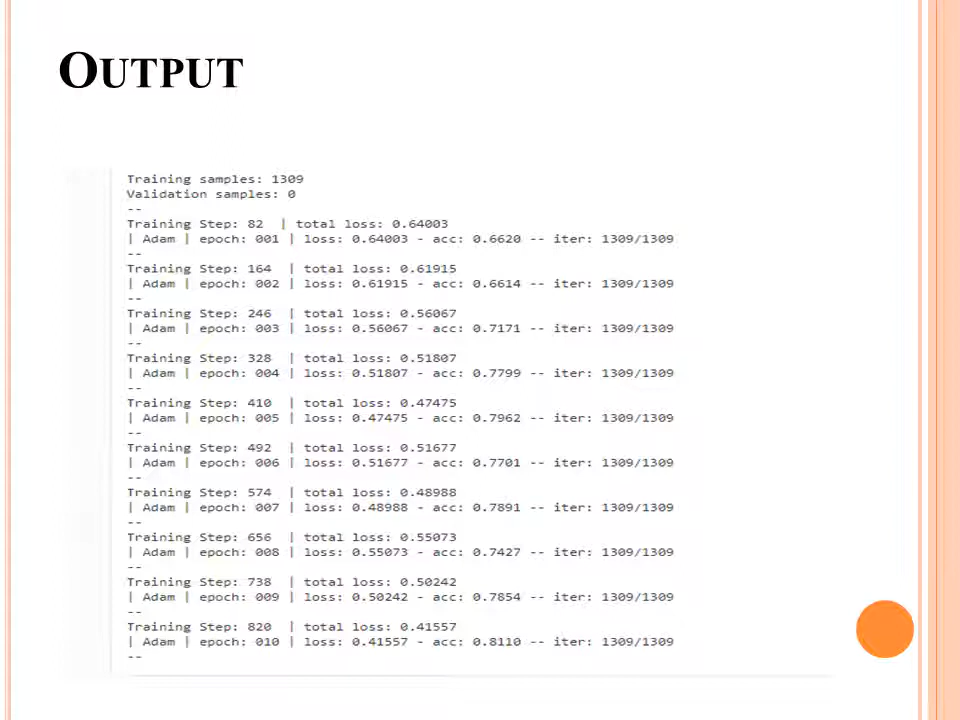 OUTPUT
Training samples: 1309
Validation samples: 0
--
Training Step: 82  | total loss: 0.64003
| Adam | epoch: 001 | loss: 0.64003 - acc: 0.6620 -- iter: 1309/1309
--
Training Step: 164  | total loss: 0.61915
| Adam | epoch: 002 | loss: 0.61915 - acc: 0.6614 -- iter: 1309/1309
--
Training Step: 246  | total loss: 0.56067
| Adam | epoch: 003 | loss: 0.56067 - acc: 0.7171 -- iter: 1309/1309
--
Training Step: 328  | total loss: 0.51807
| Adam | epoch: 004 | loss: 0.51807 - acc: 0.7799 -- iter: 1309/1309
--
Training Step: 410  | total loss: 0.47475
| Adam | epoch: 005 | loss: 0.47475 - acc: 0.7962 -- iter: 1309/1309
--
Training Step: 492  | total loss: 0.51677
| Adam | epoch: 006 | loss: 0.51677 - acc: 0.7701 -- iter: 1309/1309
--
Training Step: 574  | total loss: 0.48988
| Adam | epoch: 007 | loss: 0.48988 - acc: 0.7891 -- iter: 1309/1309
--
Training Step: 656  | total loss: 0.55073
| Adam | epoch: 008 | loss: 0.55073 - acc: 0.7427 -- iter: 1309/1309
--
Training Step: 738  | total loss: 0.50242
| Adam | epoch: 009 | loss: 0.50242 - acc: 0.7854 -- iter: 1309/1309
--
Training Step: 820  | total loss: 0.41557
| Adam | epoch: 010 | loss: 0.41557 - acc: 0.8110 -- iter: 1309/1309
--